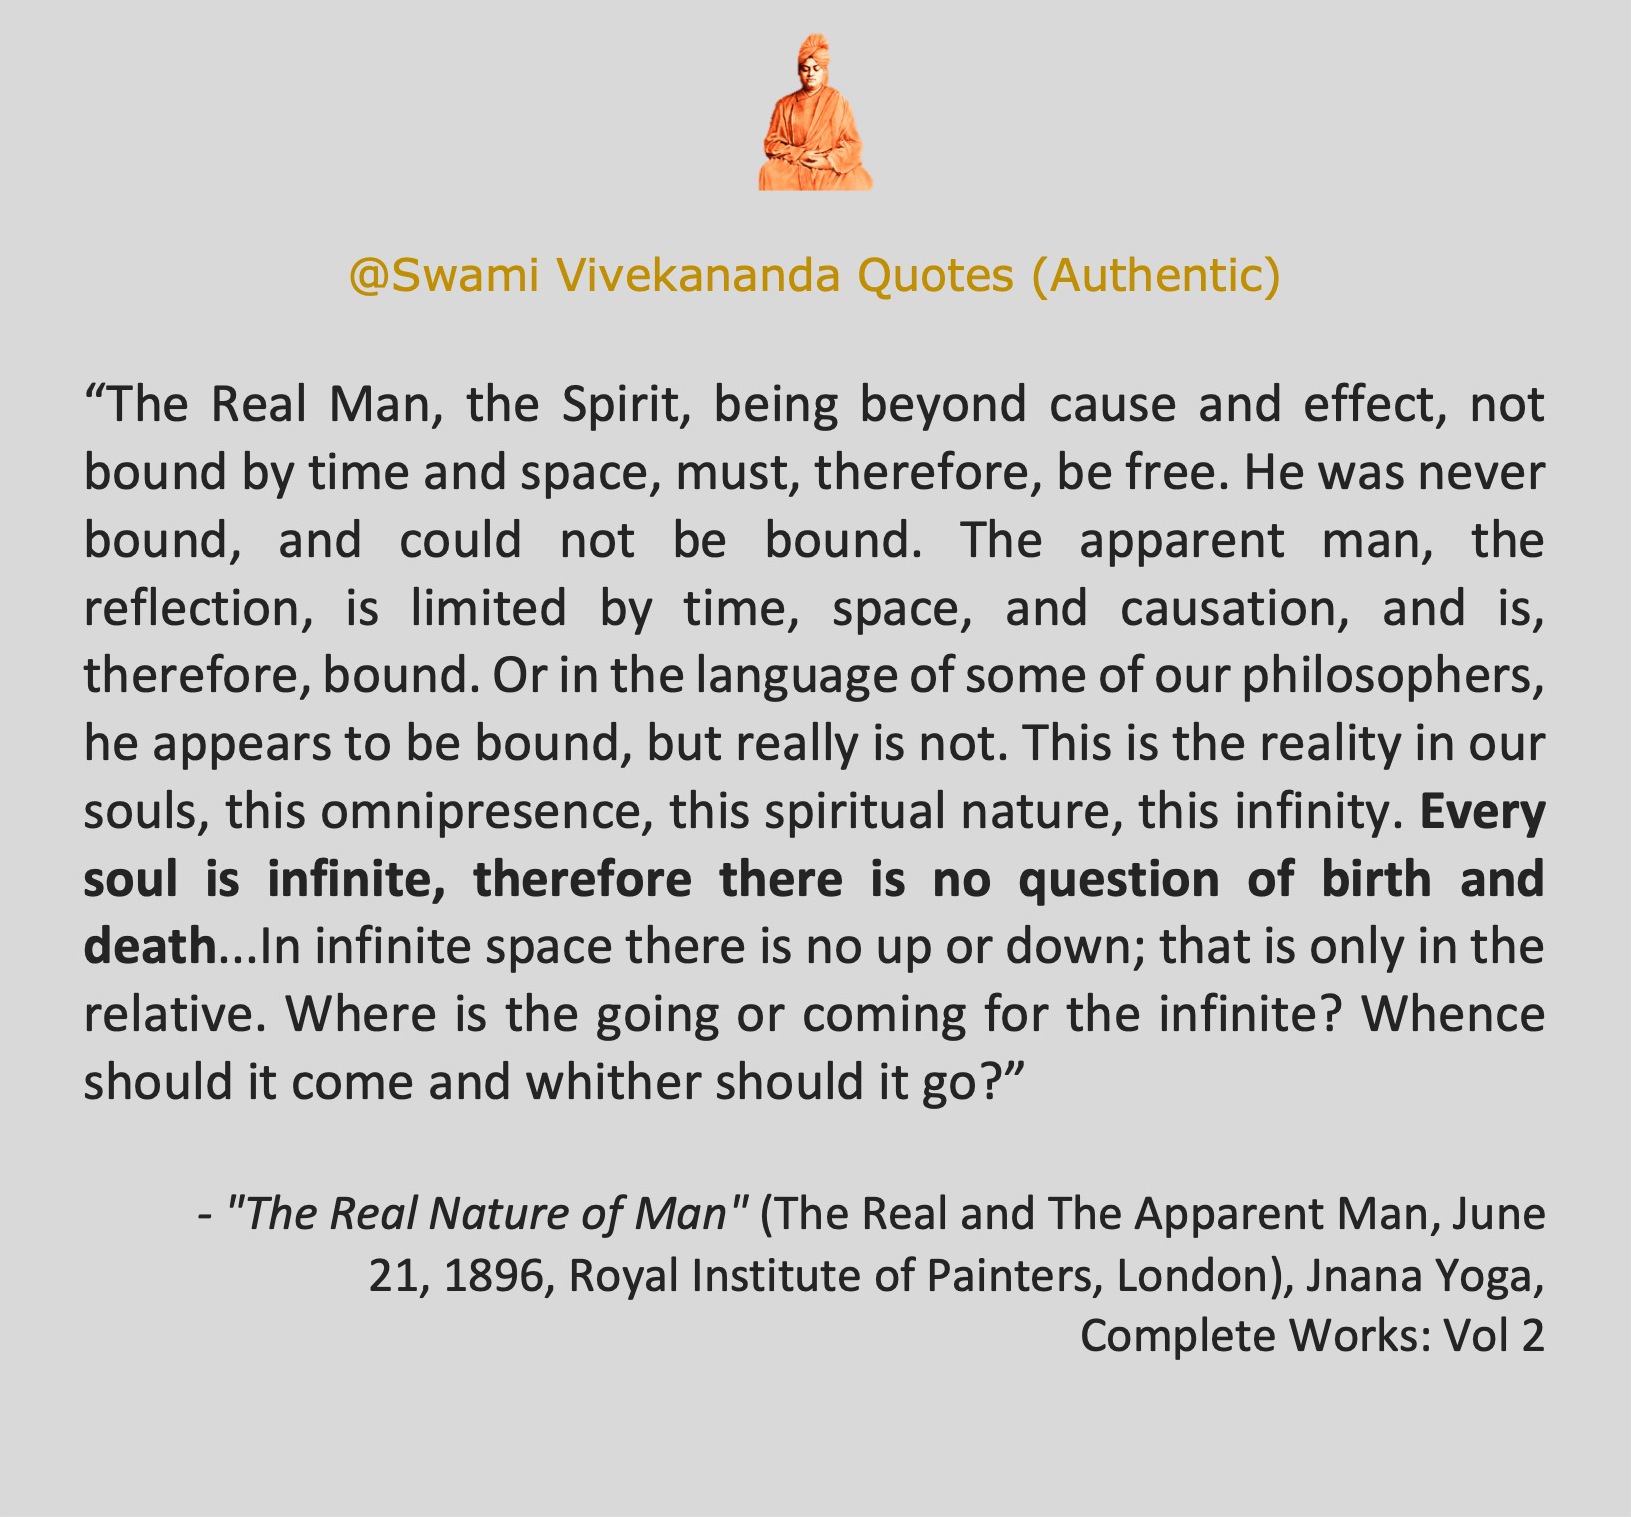 @Swami Vivekananda Quotes (Authentic)
“The Real Man, the Spirit, being beyond cause and effect, not
bound by time and space, must, therefore, be free. He was never
bound, and could not be bound. The apparent man, the
reflection, is limited by time, space, and causation, and is,
therefore, bound. Or in the language of some of our philosophers,
he appears to be bound, but really is not. This is the reality in our
souls, this omnipresence, this spiritual nature, this infinity. Every
soul is infinite, therefore there is no question of birth and
death...In infinite space there is no up or down; that is only in the
relative. Where is the going or coming for the infinite? Whence
should it come and whither should it go?”
- "The Real Nature of Man" (The Real and The Apparent Man, June
21, 1896, Royal Institute of Painters, London), Jnana Yoga,
Complete Works: Vol 2